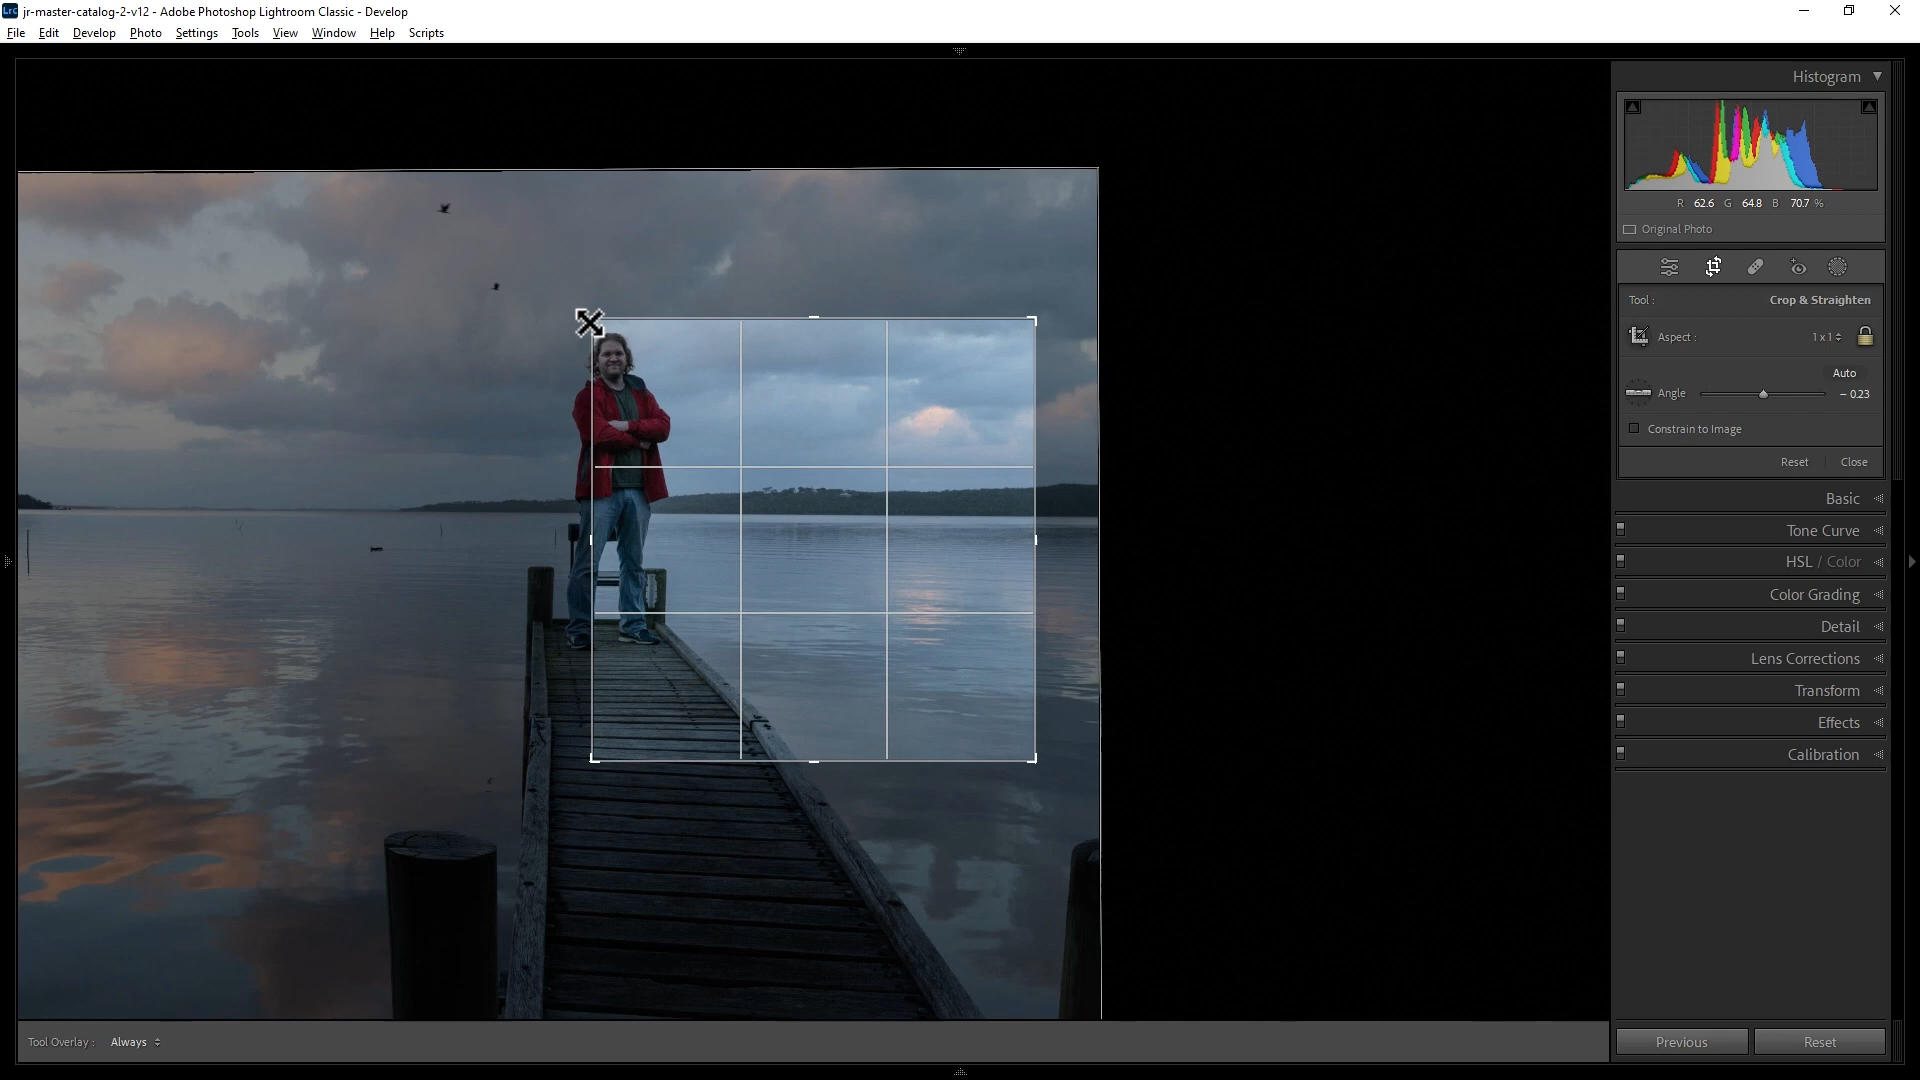 Lrc jr-master-catalog-2-v12 - Adobe Photoshop Lightroom Classic - Develop
File Edit Develop Photo Settings Tools View Window Help Scripts
Histogram
R 62.6 G 64.8 B 70.7 %
Original Photo
Tool : Crop & Straighten
Aspect : 1 x 1
Auto
Angle - 0.23
Constrain to Image
Reset Close
Basic
Tone Curve
HSL / Color
Color Grading
Detail
Lens Corrections
Transform
Effects
Calibration
Tool Overlay : Always
Previous Reset